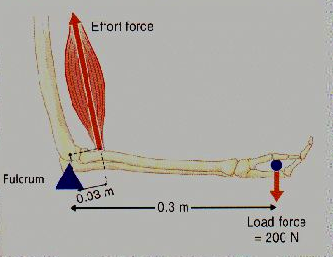 Effort force
Fulcrum
0.03 m
0.3 m
Load force
= 200 N